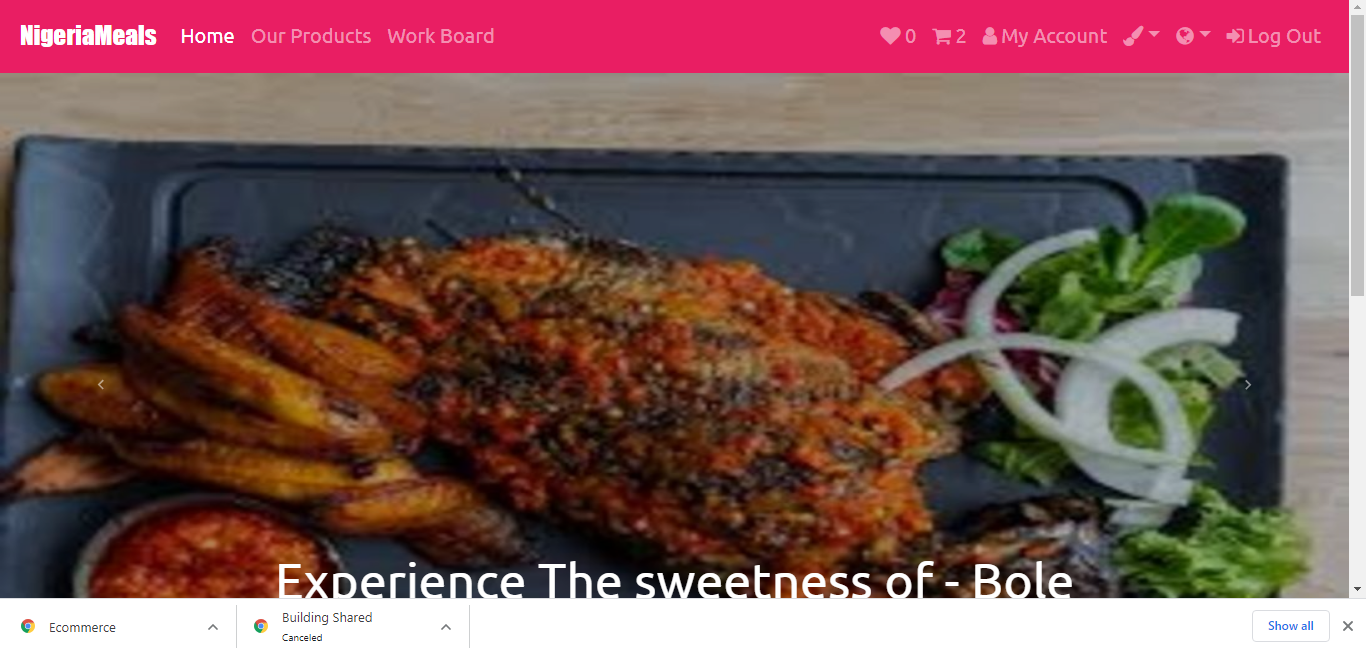 NigeriaMeals Home Our Products Work Board 0 2 My Account Log Out
Experience The sweetness of - Bole
Ecommerce
Building Shared
Canceled
Show all